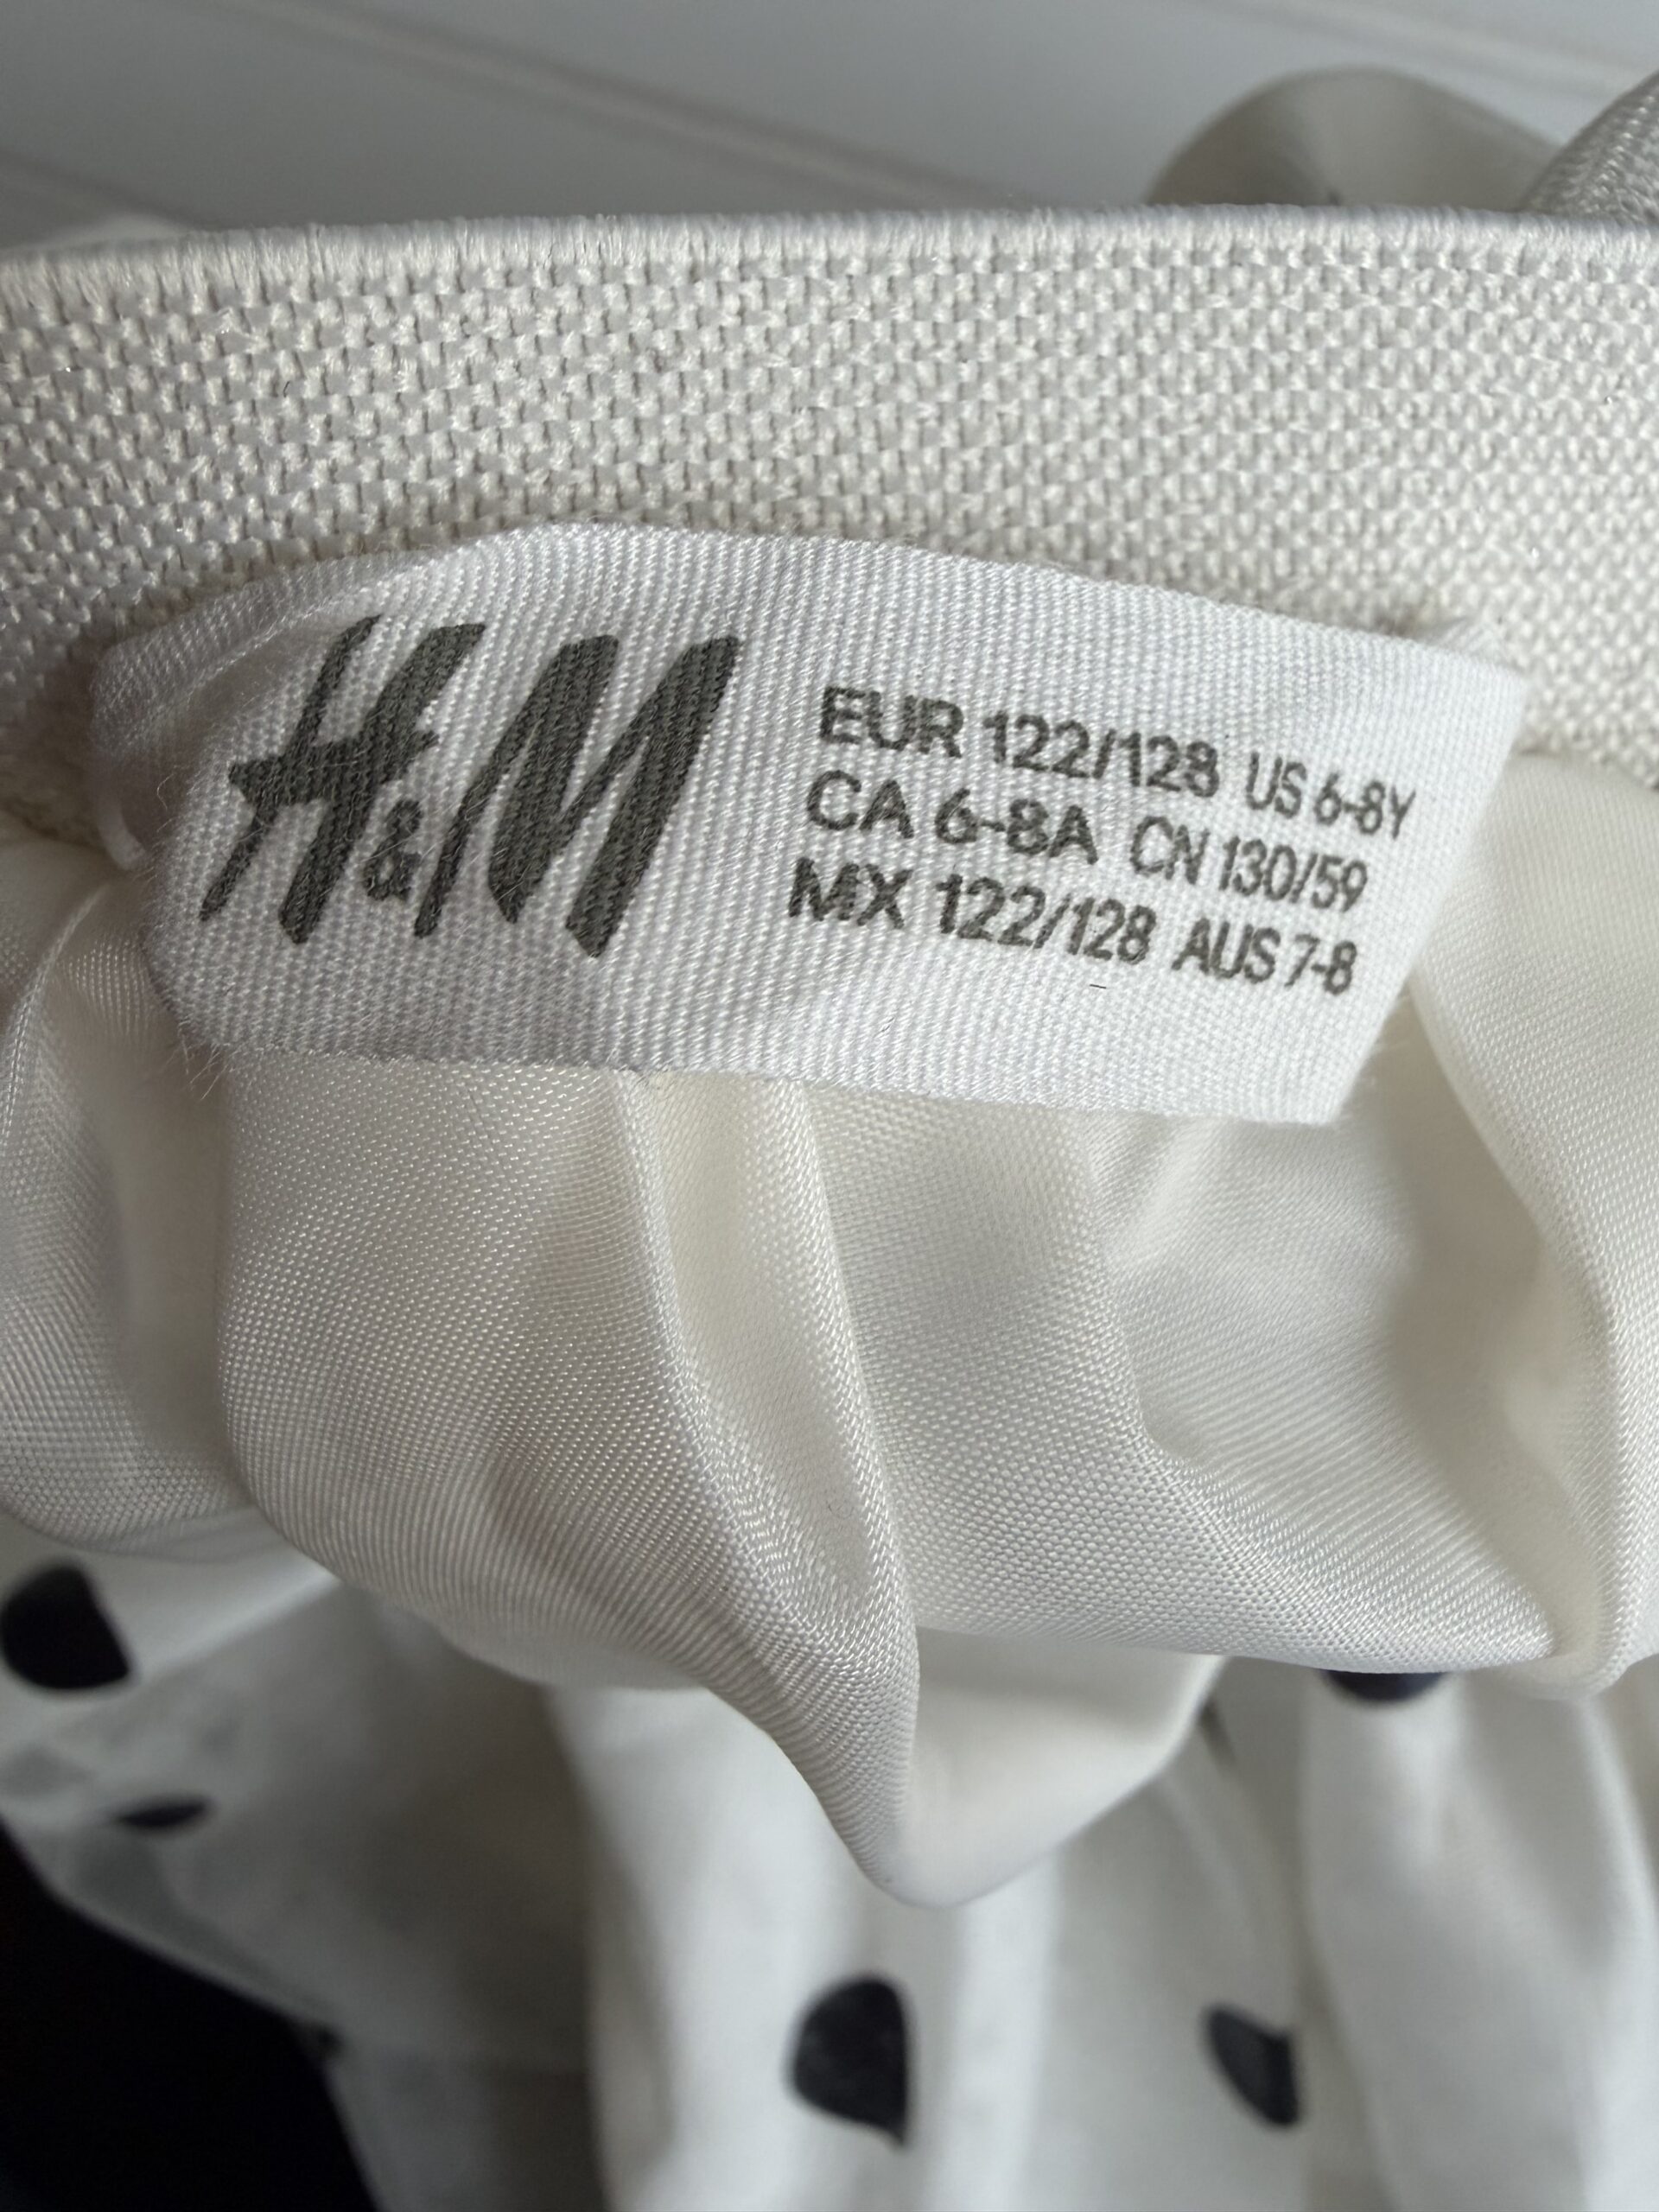 H&M
EUR 122/128 US 6-8Y
CA 6-8A CN 130/59
MX 122/128 AUS 7-8